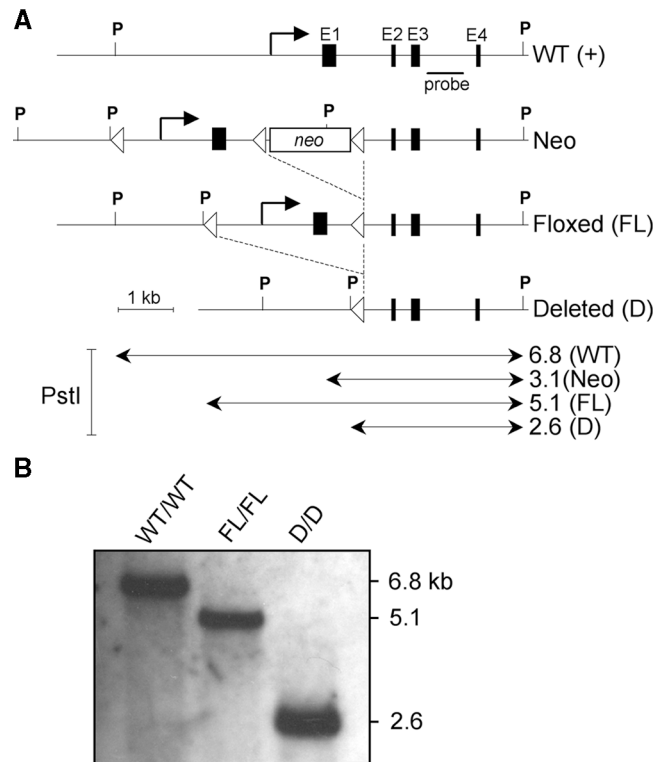 A
P P
E1 E2 E3 E4
WT (+)
probe
P P P P
neo
Neo
P P P
Floxed (FL)
P P P
1 kb
Deleted (D)
PstI
6.8 (WT)
3.1(Neo)
5.1 (FL)
2.6 (D)
B
WT/WT FL/FL D/D
6.8 kb
5.1
2.6